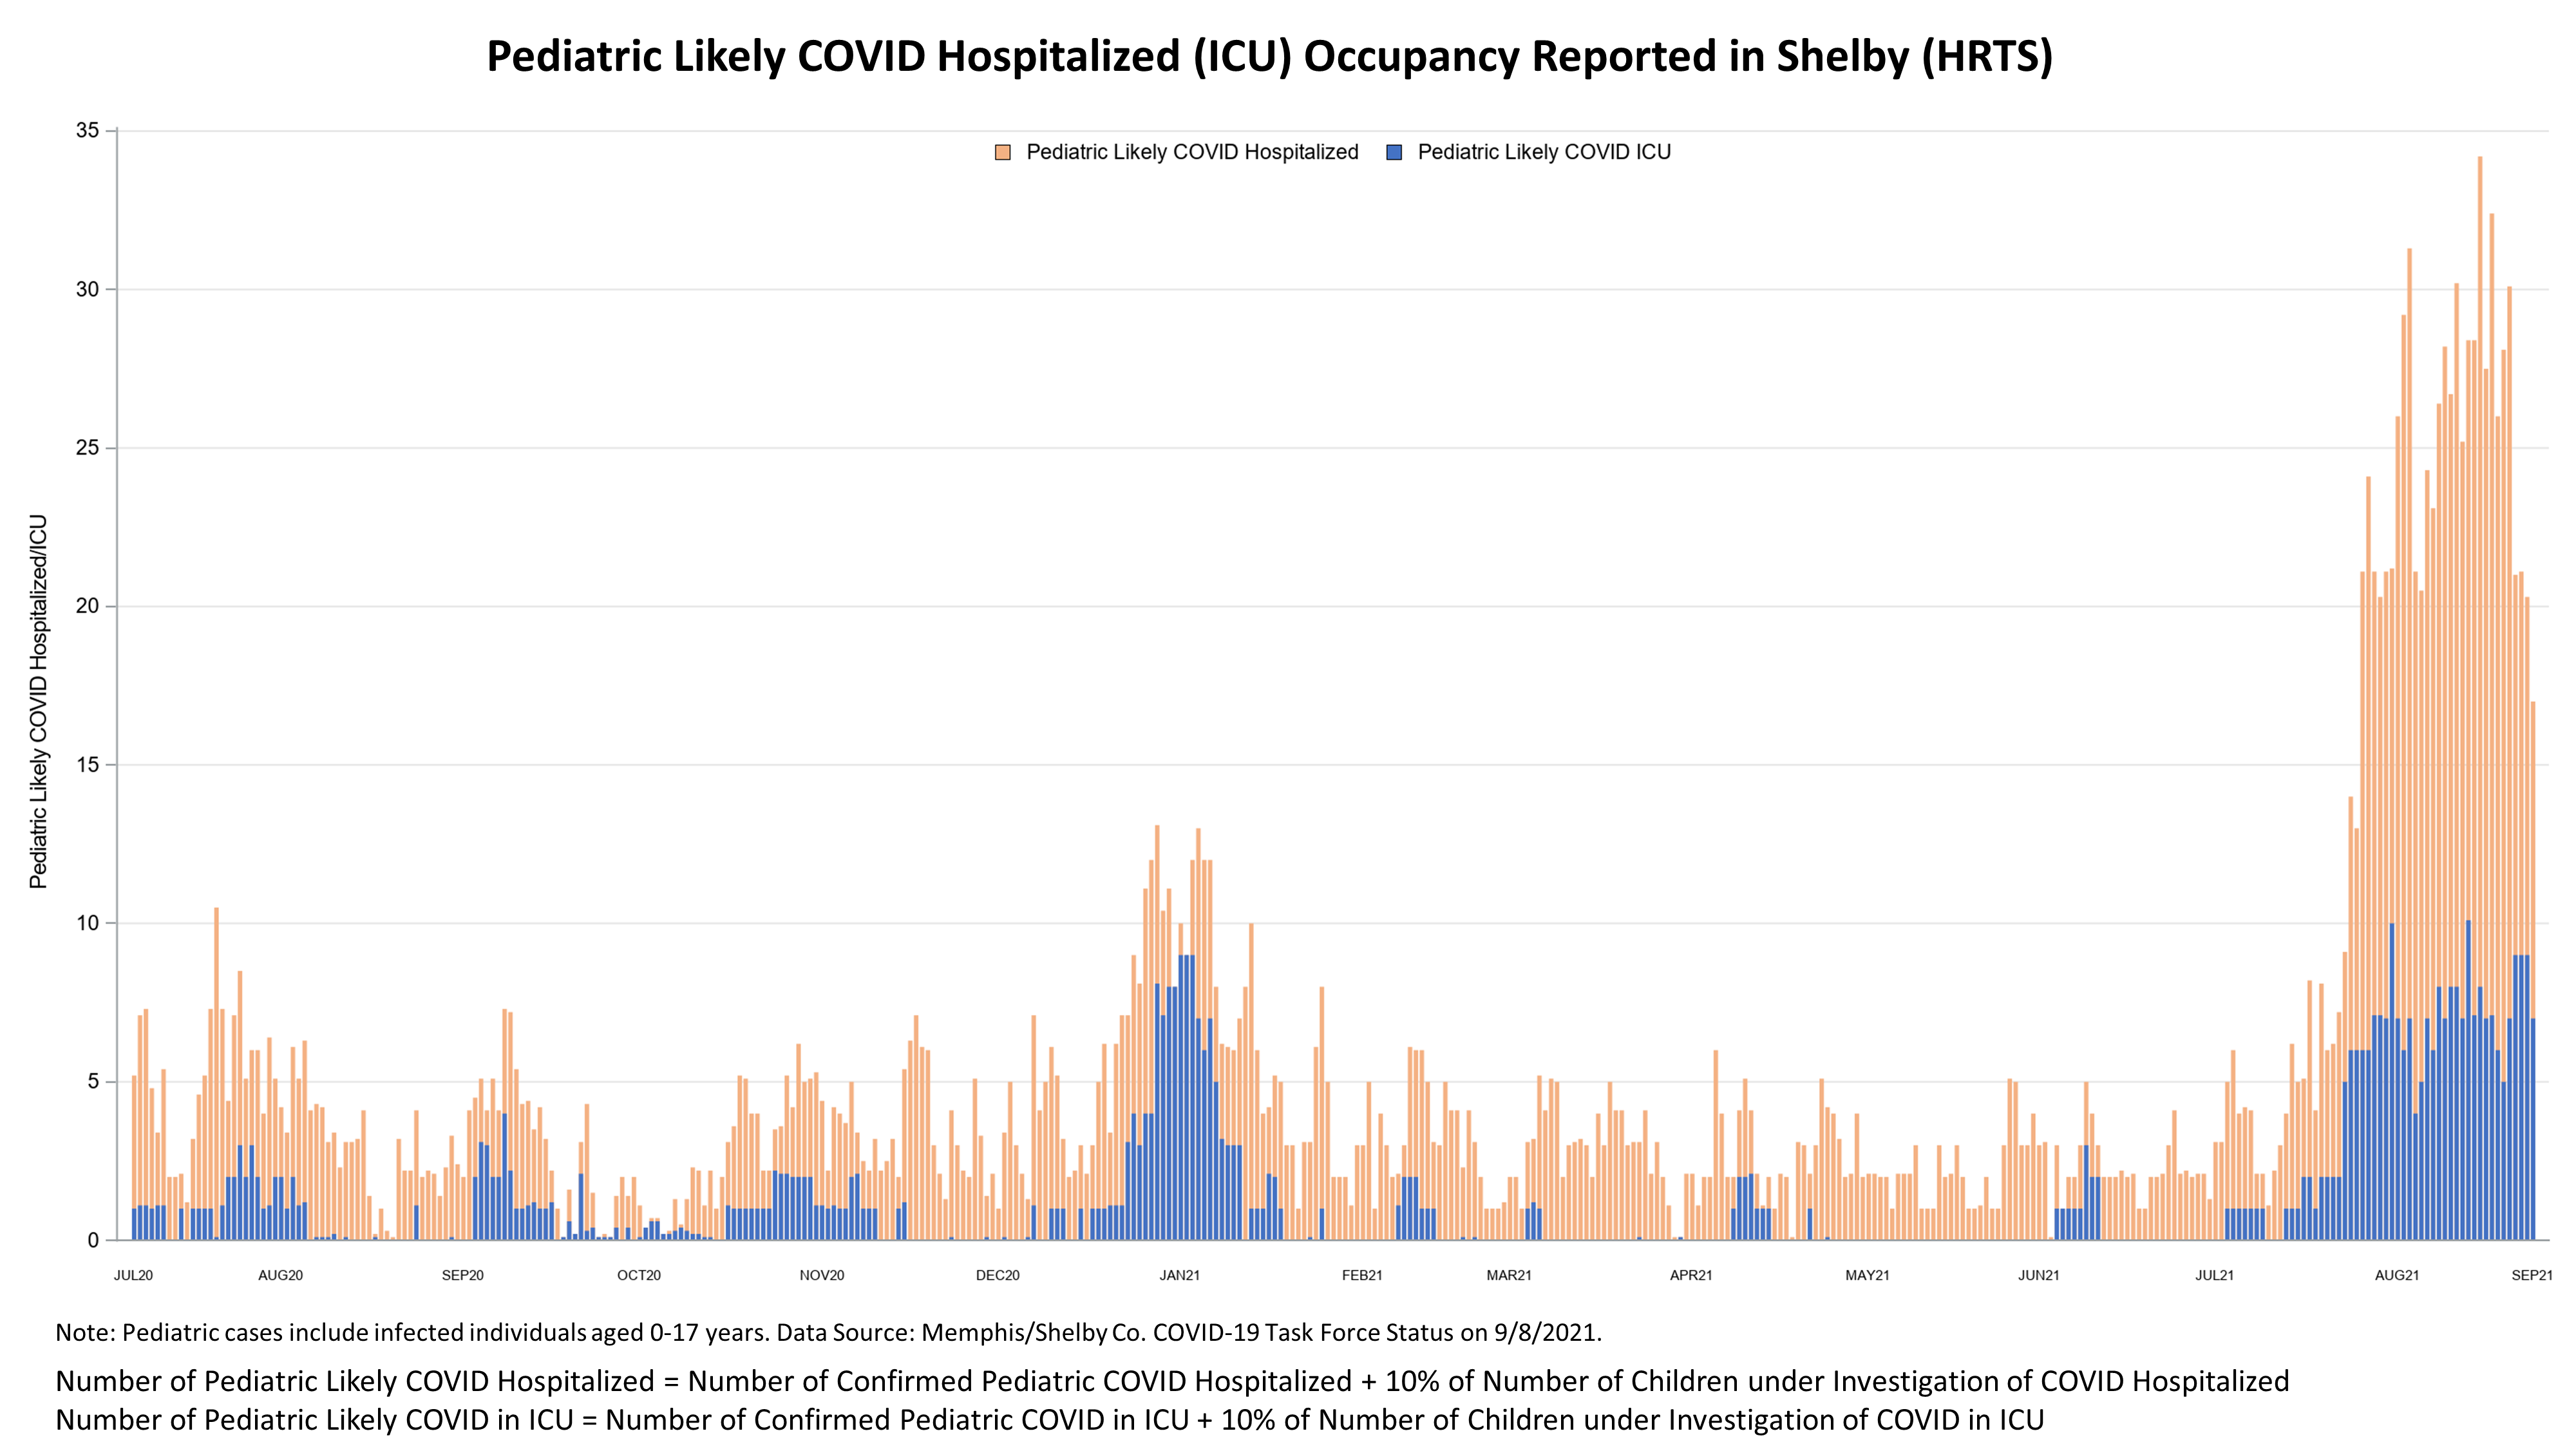 Pediatric Likely COVID Hospitalized (ICU) Occupancy Reported in Shelby (HRTS)
Pediatric Likely COVID Hospitalized Pediatric Likely COVID ICU
Pediatric Likely COVID Hospitalized/ICU
35
30
25
20
15
10
5
0
JUL20 AUG20 SEP20 OCT20 NOV20 DEC20 JAN21 FEB21 MAR21 APR21 MAY21 JUN21 JUL21 AUG21 SEP21
Note: Pediatric cases include infected individuals aged 0-17 years. Data Source: Memphis/Shelby Co. COVID-19 Task Force Status on 9/8/2021.
Number of Pediatric Likely COVID Hospitalized = Number of Confirmed Pediatric COVID Hospitalized + 10% of Number of Children under Investigation of COVID Hospitalized
Number of Pediatric Likely COVID in ICU = Number of Confirmed Pediatric COVID in ICU + 10% of Number of Children under Investigation of COVID in ICU